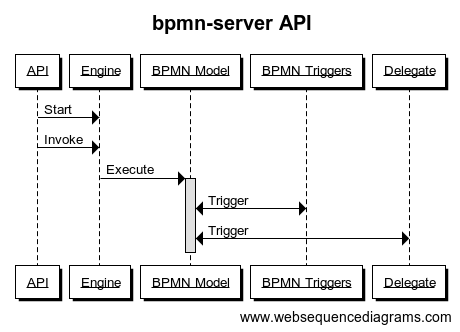 bpmn-server API
API Engine BPMN Model BPMN Triggers Delegate
Start
Invoke
Execute
Trigger
Trigger
API Engine BPMN Model BPMN Triggers Delegate
www.websequencediagrams.com